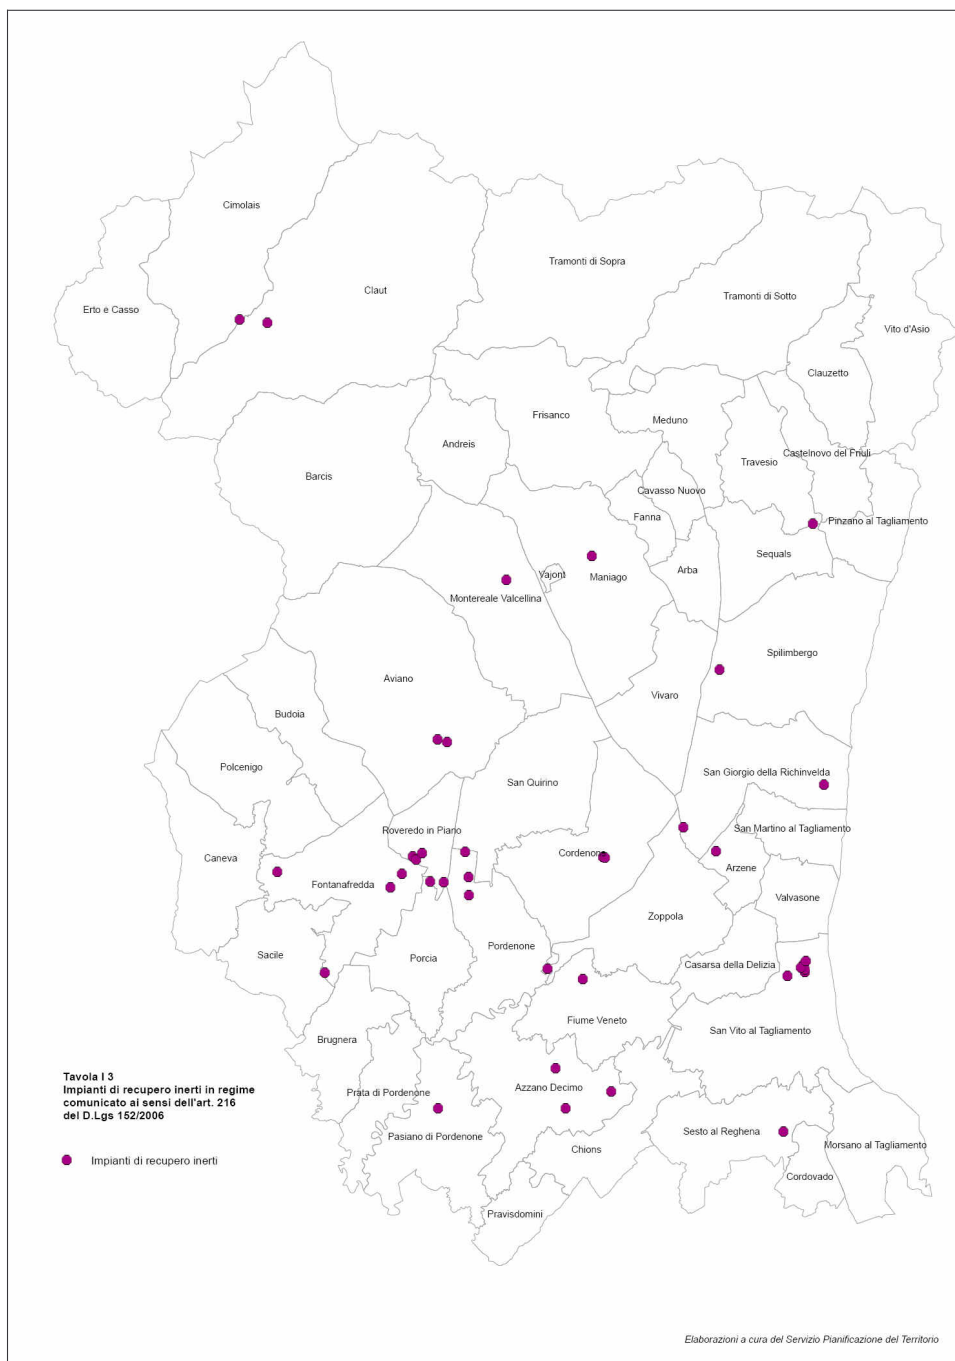 Cimolais
Tramonti di Sopra
Claut
Tramonti di Sotto
Erto e Casso
Vito d'Asio
Clauzetto
Frisanco
Meduno
Andreis
Castelnovo del Friuli
Travesio
Barcis
Cavasso Nuovo
Fanna
Pinzano al Tagliamento
Sequals
Arba
Vajont
Maniago
Montereale Valcellina
Spilimbergo
Aviano
Vivaro
Budoia
Polcenigo
San Giorgio della Richinvelda
San Quirino
Roveredo in Piano
San Martino al Tagliamento
Cordenons
Caneva
Arzene
Fontanafredda
Valvasone
Zoppola
Pordenone
Sacile
Porcia
Casarsa della Delizia
Fiume Veneto
San Vito al Tagliamento
Brugnera
Tavola I 3
Impianti di recupero inerti in regime
comunicato ai sensi dell'art. 216
del D.Lgs 152/2006
Prata di Pordenone
Azzano Decimo
Pasiano di Pordenone
Sesto al Reghena
Morsano al Tagliamento
Chions
Impianti di recupero inerti
Cordovado
Pravisdomini
Elaborazioni a cura del Servizio Pianificazione del Territorio